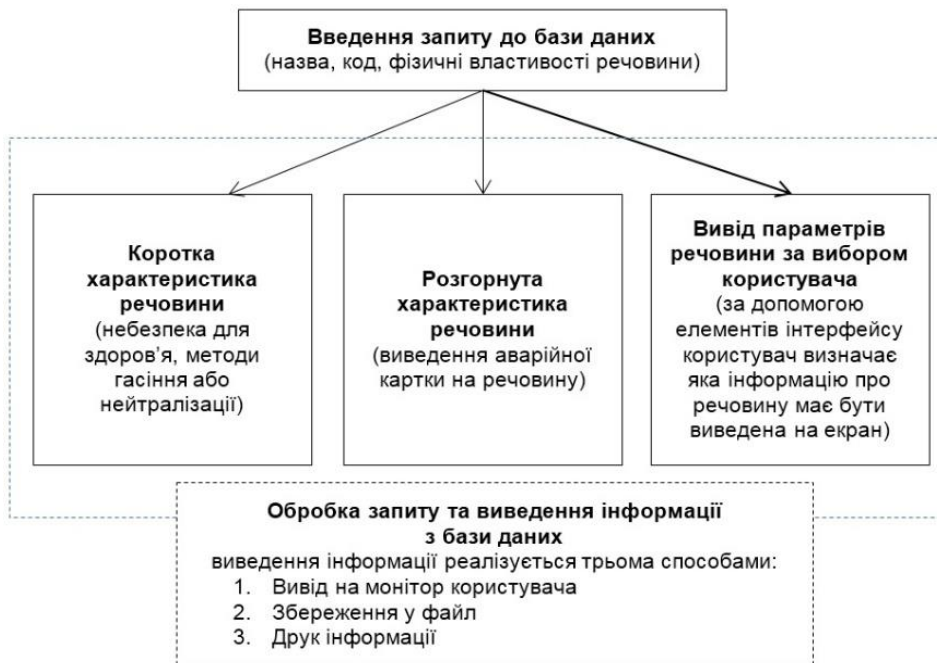 Введення запиту до бази даних
(назва, код, фізичні властивості речовини)
Коротка
характеристика
речовини
(небезпека для
здоров’я, методи
гасіння або
нейтралізації)
Розгорнута
характеристика
речовини
(виведення аварійної
картки на речовину)
Вивід параметрів
речовини за вибором
користувача
(за допомогою
елементів інтерфейсу
користувач визначає
яка інформацію про
речовину має бути
виведена на екран)
Обробка запиту та виведення інформації
з бази даних
виведення інформації реалізується трьома способами:
1. Вивід на монітор користувача
2. Збереження у файл
3. Друк інформації